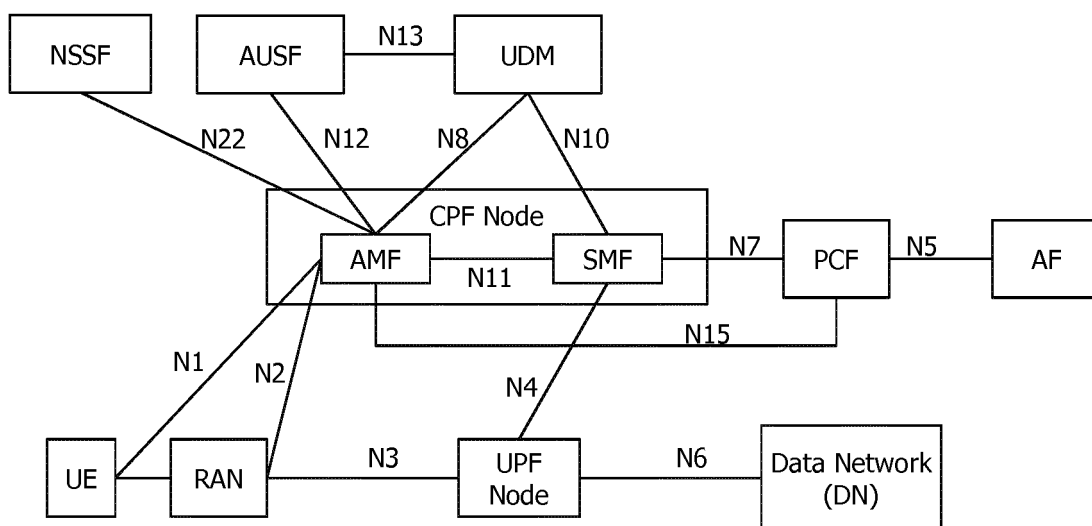 NSSF
AUSF
N13
UDM
N22
N12
N8
N10
CPF Node
AMF
N11
SMF
N7
PCF
N5
AF
N15
N1
N2
N4
UE
RAN
N3
UPF
Node
N6
Data Network
(DN)